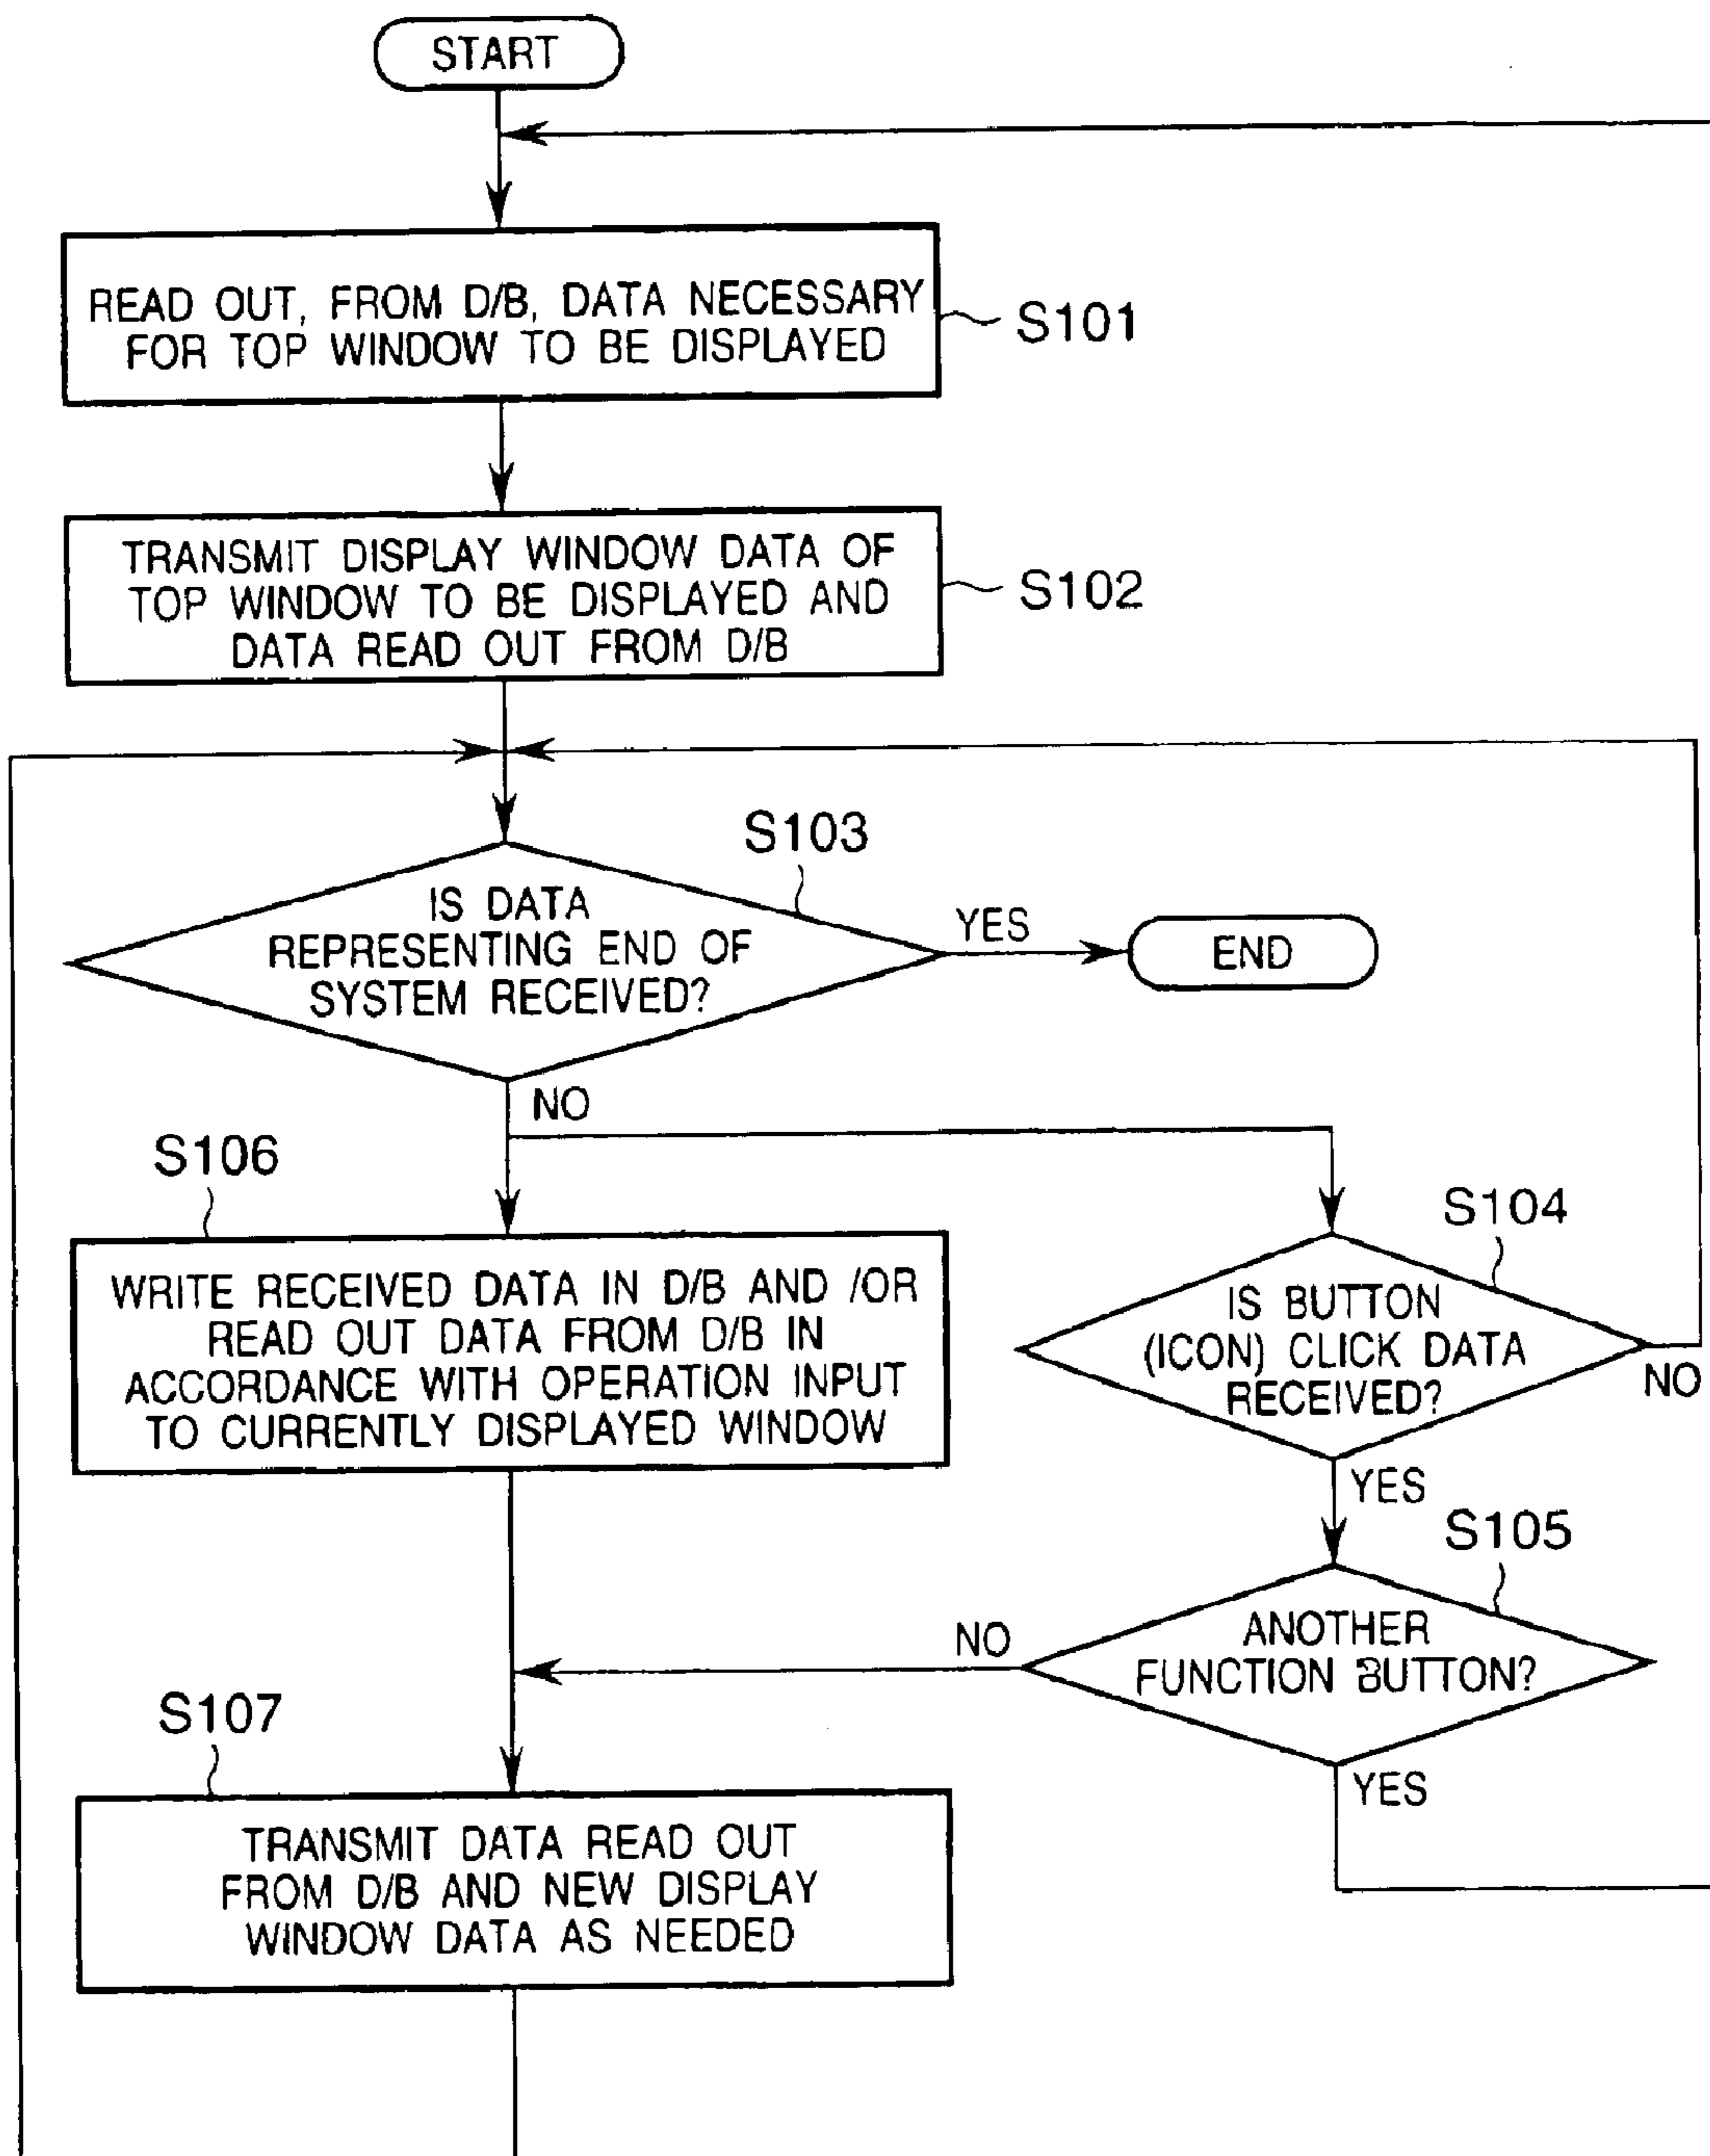 START
READ OUT, FROM D/B, DATA NECESSARY
FOR TOP WINDOW TO BE DISPLAYED
S101
TRANSMIT DISPLAY WINDOW DATA OF
TOP WINDOW TO BE DISPLAYED AND
DATA READ OUT FROM D/B
S102
S103
IS DATA
REPRESENTING END OF
SYSTEM RECEIVED?
YES
END
NO
S106
WRITE RECEIVED DATA IN D/B AND /OR
READ OUT DATA FROM D/B IN
ACCORDANCE WITH OPERATION INPUT
TO CURRENTLY DISPLAYED WINDOW
S104
IS BUTTON
(ICON) CLICK DATA
RECEIVED?
NO
YES
S105
ANOTHER
FUNCTION BUTTON?
NO
YES
S107
TRANSMIT DATA READ OUT
FROM D/B AND NEW DISPLAY
WINDOW DATA AS NEEDED